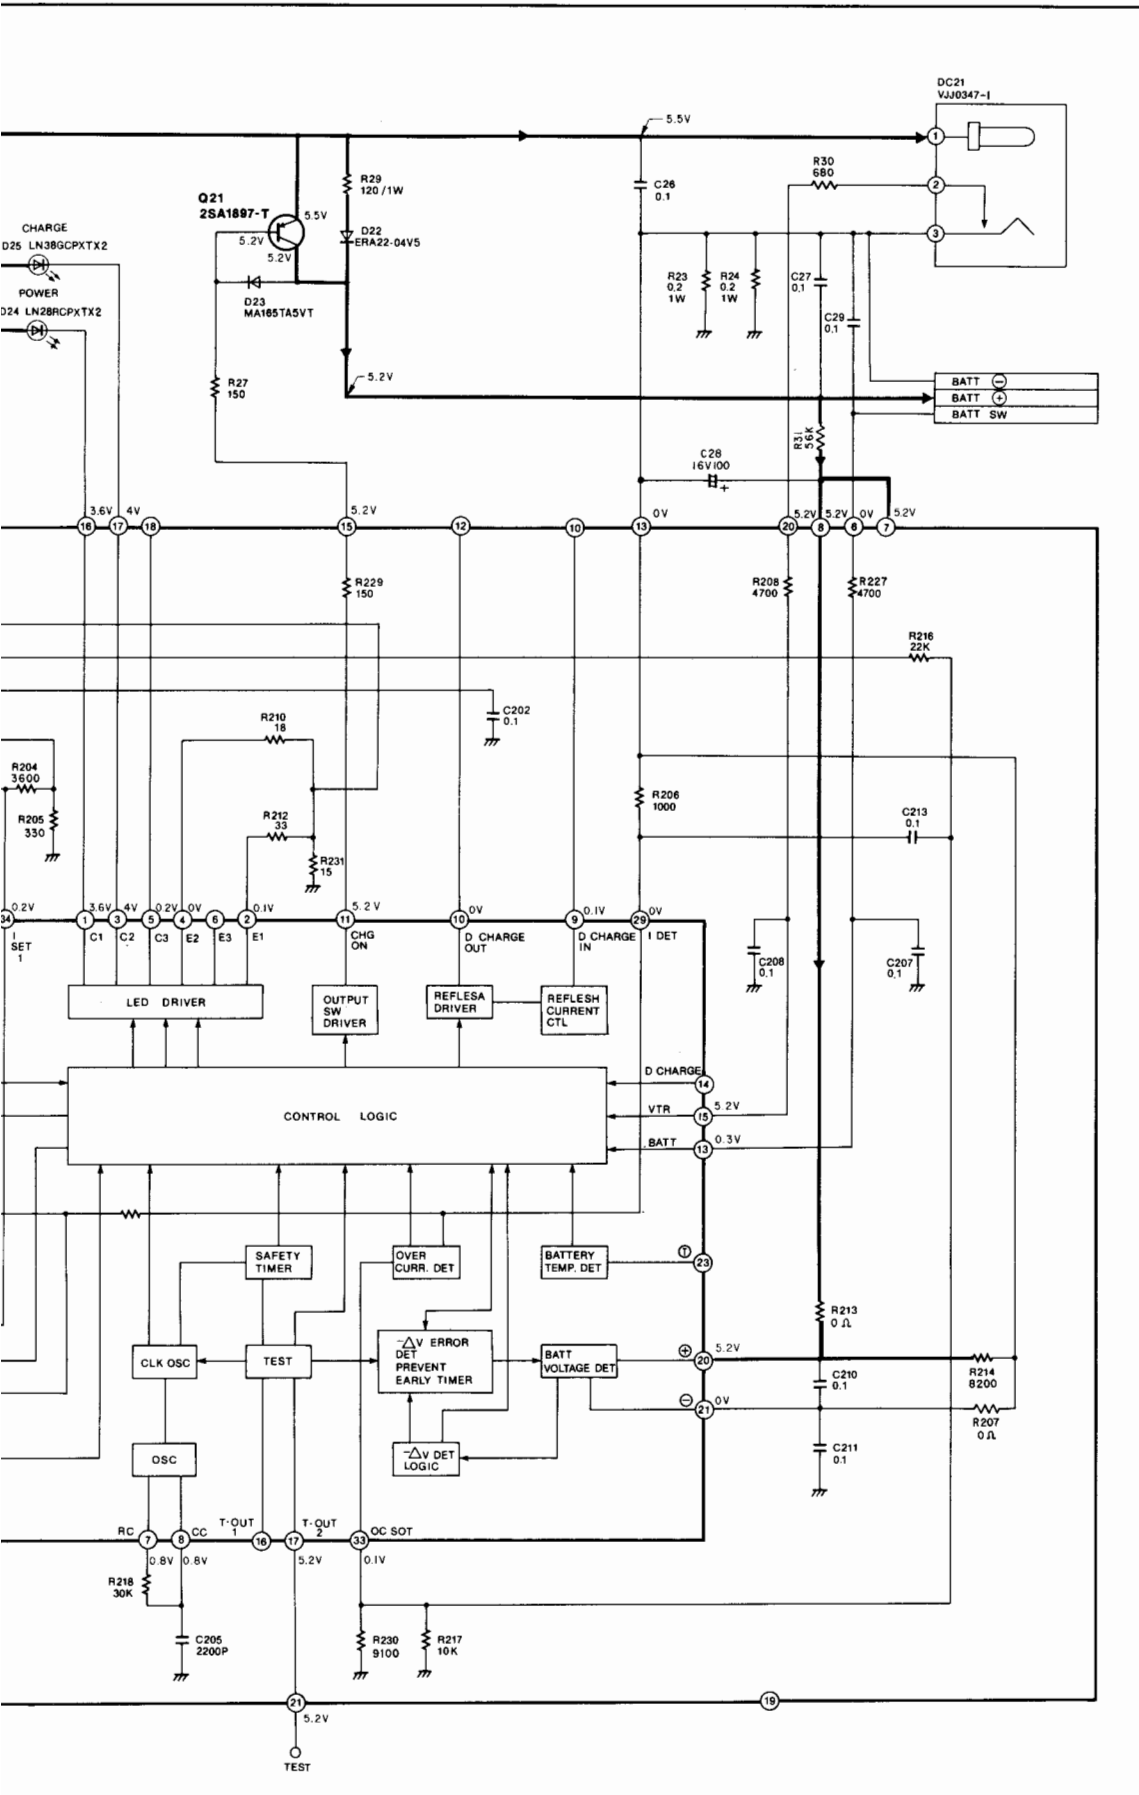 DC21
VJJ0347-1
5.5V
1
R30
680
R29
120/1W
C26
0.1
2
Q21
2SA1897-T
5.5V
CHARGE
D25 LN38GCPXTX2
5.2V
5.2V
D22
ERA22-04V5
3
R23
0.2
1W
R24
0.2
1W
C27
0.1
POWER
D24 LN28RCPXTX2
D23
MA165TA5VT
C29
0.1
R27
150
5.2V
BATT ⊖
BATT ⊕
BATT SW
R31
56K
C28
16V100
+
3.6V
4V
5.2V
0V
5.2V
5.2V
0V
5.2V
16
17
18
15
12
10
13
20
8
6
7
R229
150
R208
4700
R227
4700
R216
22K
C202
0.1
R210
18
R204
3600
R206
1000
R205
330
R212
33
C213
0.1
R231
15
0.2V
3.6V
4V
0.2V
0V
0.1V
5.2V
0V
0.1V
0V
34
1
3
5
4
6
2
11
10
9
29
I
SET
1
C1
C2
C3
E2
E3
E1
CHG
ON
D CHARGE
OUT
D CHARGE
IN
I DET
C208
0.1
C207
0.1
LED DRIVER
OUTPUT
SW
DRIVER
REFLESA
DRIVER
REFLESH
CURRENT
CTL
D CHARGE
14
CONTROL LOGIC
VTR
15
5.2V
BATT
13
0.3V
SAFETY
TIMER
OVER
CURR. DET
BATTERY
TEMP. DET
T
23
R213
0Ω
CLK OSC
TEST
-△V ERROR
DET
PREVENT
EARLY TIMER
BATT
VOLTAGE DET
⊕
20
5.2V
R214
8200
C210
0.1
⊖
21
0V
R207
0Ω
OSC
-△V DET
LOGIC
C211
0.1
RC
7
8
CC
T-OUT
1
16
17
T-OUT
2
33
OC SOT
0.8V
0.8V
5.2V
0.1V
R218
30K
C205
2200P
R230
9100
R217
10K
21
19
5.2V
TEST